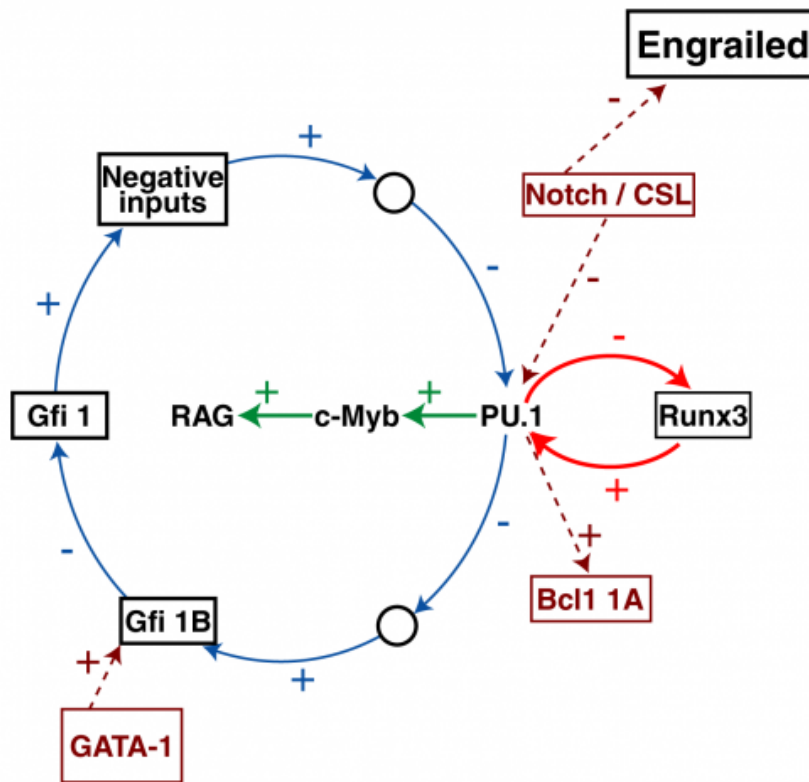 Engrailed
+
-
Negative
inputs
Notch / CSL
-
-
+
-
+
+
Gfi 1
RAG
c-Myb
PU.1
Runx3
+
-
-
+
Bcl1 1A
Gfi 1B
+
+
GATA-1